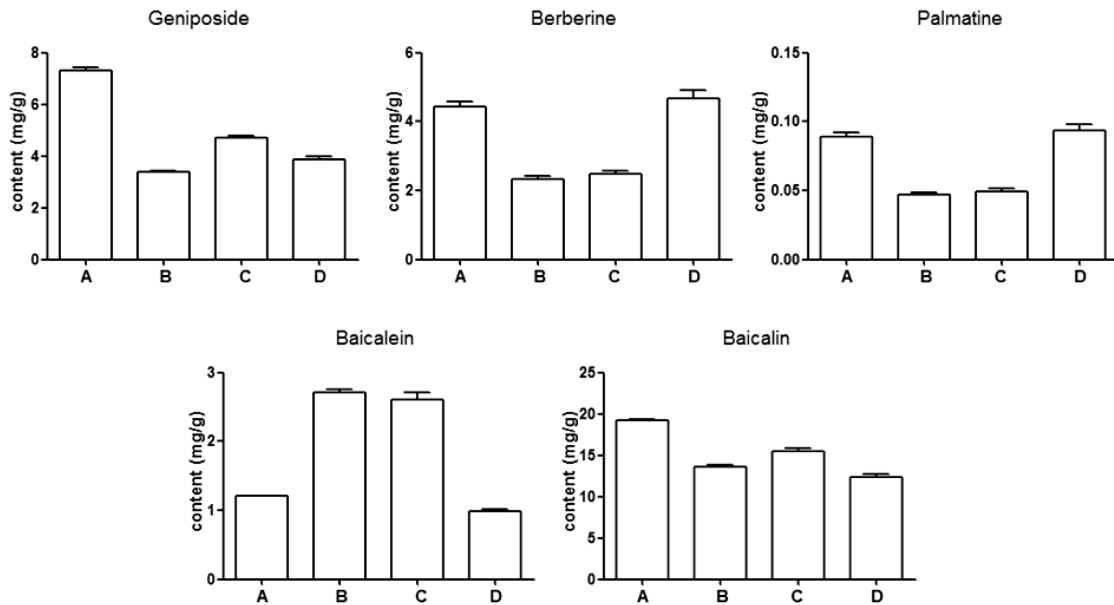 Geniposide
content (mg/g)
8
6
4
2
0
A B C D
Berberine
content (mg/g)
6
4
2
0
A B C D
Palmatine
content (mg/g)
0.15
0.10
0.05
0.00
A B C D
Baicalein
content (mg/g)
3
2
1
0
A B C D
Baicalin
content (mg/g)
25
20
15
10
5
0
A B C D